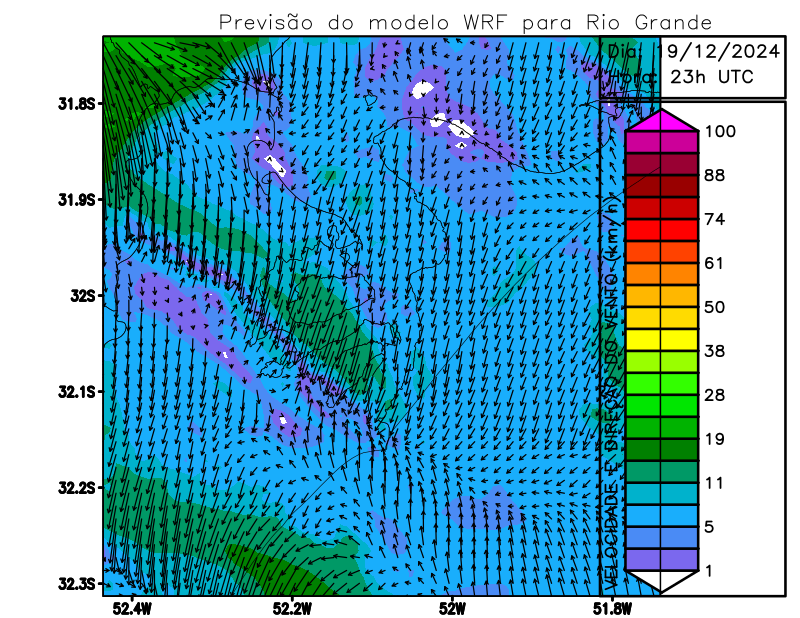 Previsão do modelo WRF para Rio Grande
Dia: 19/12/2024
Hora: 23h UTC
31.8S
31.9S
32S
32.1S
32.2S
32.3S
52.4W
52.2W
52W
51.8W
VELOCIDADE E DIREÇÃO DO VENTO (km/h)
100
88
74
61
50
38
28
19
11
5
1